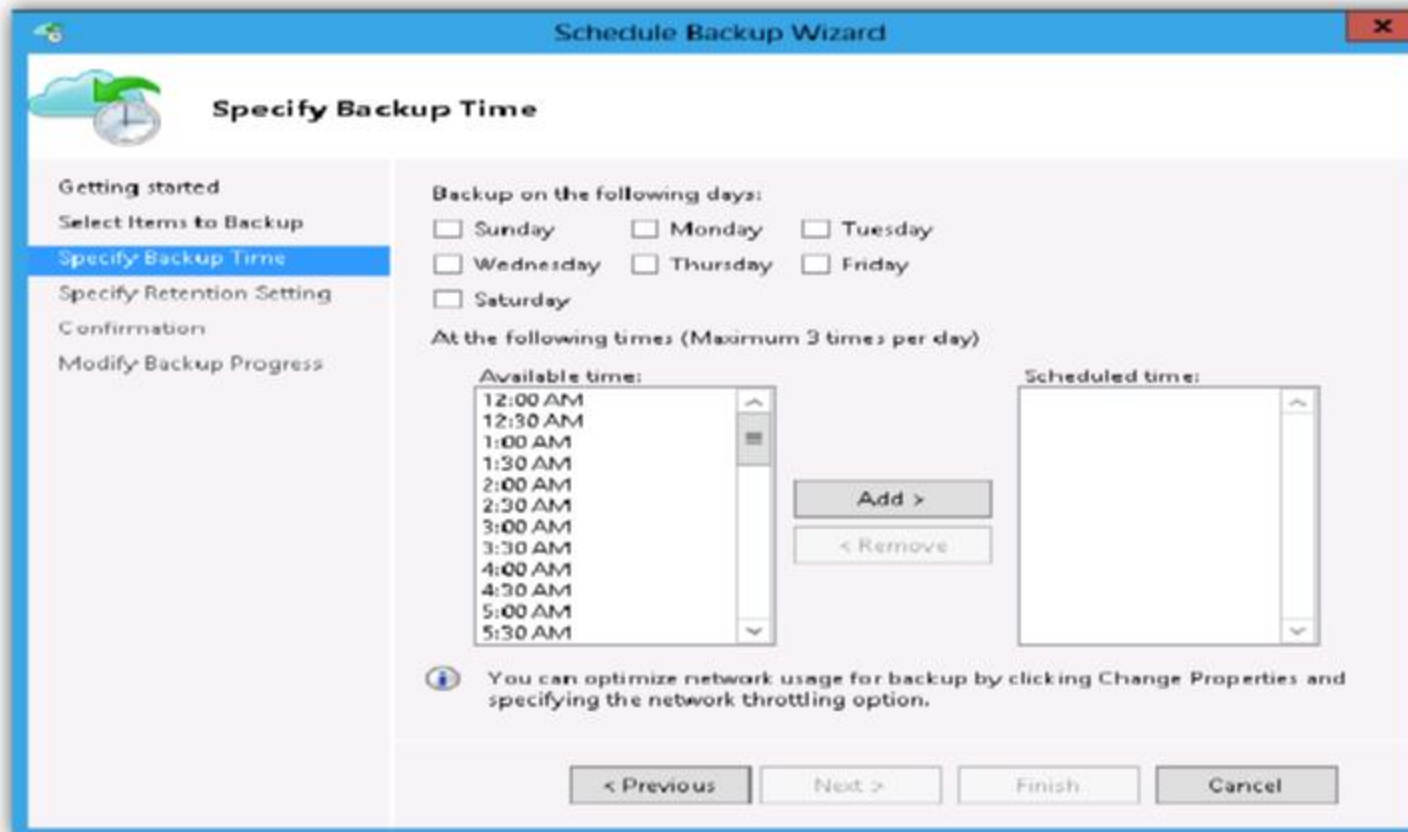 Schedule Backup Wizard
x
Specify Backup Time
Getting started
Select Items to Backup
Specify Backup Time
Specify Retention Setting
Confirmation
Modify Backup Progress
Backup on the following days:
Sunday Monday Tuesday
Wednesday Thursday Friday
Saturday
At the following times (Maximum 3 times per day)
Available time:
12:00 AM
12:30 AM
1:00 AM
1:30 AM
2:00 AM
2:30 AM
3:00 AM
3:30 AM
4:00 AM
4:30 AM
5:00 AM
5:30 AM
Add >
< Remove
Scheduled time:
You can optimize network usage for backup by clicking Change Properties and
specifying the network throttling option.
< Previous Next > Finish Cancel